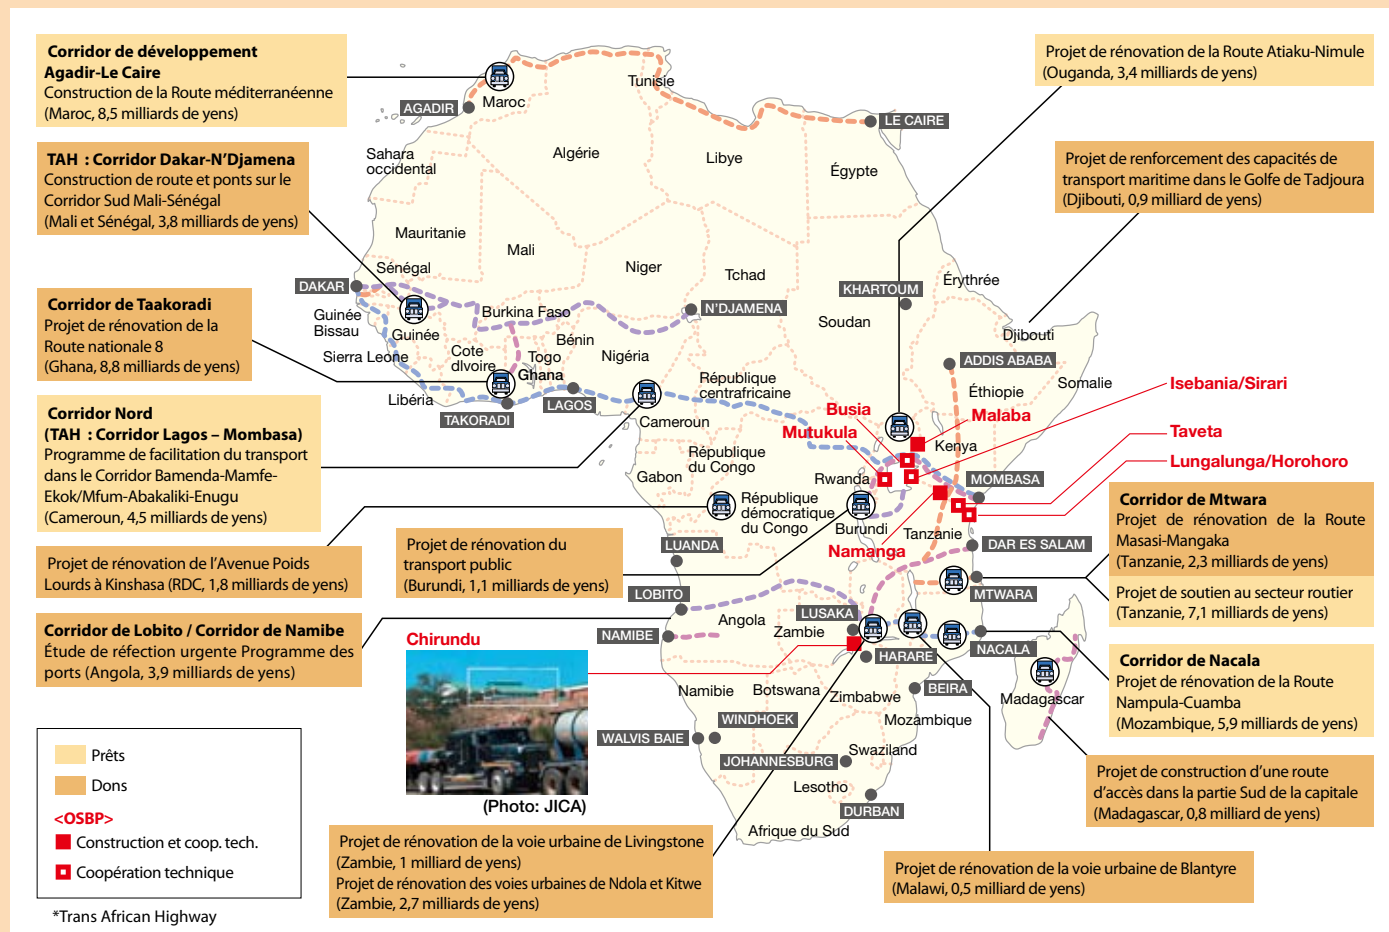 Corridor de développement
Agadir-Le Caire
Construction de la Route méditerranéenne
(Maroc, 8,5 milliards de yens)
TAH : Corridor Dakar-N'Djamena
Construction de route et ponts sur le
Corridor Sud Mali-Sénégal
(Mali et Sénégal, 3,8 milliards de yens)
Corridor de Taakoradi
Projet de rénovation de la
Route nationale 8
(Ghana, 8,8 milliards de yens)
Corridor Nord
(TAH : Corridor Lagos – Mombasa)
Programme de facilitation du transport
dans le Corridor Bamenda-Mamfe-
Ekok/Mfum-Abakaliki-Enugu
(Cameroun, 4,5 milliards de yens)
Projet de rénovation de l'Avenue Poids
Lourds à Kinshasa (RDC, 1,8 milliards de yens)
Corridor de Lobito / Corridor de Namibe
Étude de réfection urgente Programme des
ports (Angola, 3,9 milliards de yens)
Prêts
Dons
<OSBP>
Construction et coop. tech.
Coopération technique
*Trans African Highway
Projet de rénovation du
transport public
(Burundi, 1,1 milliards de yens)
Chirundu
(Photo: JICA)
Projet de rénovation de la voie urbaine de Livingstone
(Zambie, 1 milliard de yens)
Projet de rénovation des voies urbaines de Ndola et Kitwe
(Zambie, 2,7 milliards de yens)
AGADIR
Maroc
Tunisie
LE CAIRE
Sahara
occidental
Algérie
Libye
Égypte
Mauritanie
Mali
Niger
Tchad
Sénégal
DAKAR
KHARTOUM
Érythrée
Guinée
Bissau
Guinée
Burkina Faso
N'DJAMENA
Soudan
Djibouti
Sierra Leone
Cote
dIvoire
Bénin
Togo
Nigéria
Ghana
ADDIS ABABA
Éthiopie
Somalie
Libéria
TAKORADI
LAGOS
République
centrafricaine
Cameroun
Busia
Mutukula
Malaba
Isebania/Sirari
Taveta
Lungalunga/Horohoro
Kenya
République
du Congo
Gabon
Rwanda
MOMBASA
République
démocratique
du Congo
Burundi
Tanzanie
Namanga
DAR ES SALAM
LUANDA
LOBITO
MTWARA
Angola
LUSAKA
Zambie
NAMIBE
NACALA
HARARE
Namibie
Botswana
Zimbabwe
BEIRA
Madagascar
Mozambique
WINDHOEK
WALVIS BAIE
Swaziland
JOHANNESBURG
Lesotho
DURBAN
Afrique du Sud
Projet de rénovation de la Route Atiaku-Nimule
(Ouganda, 3,4 milliards de yens)
Projet de renforcement des capacités de
transport maritime dans le Golfe de Tadjoura
(Djibouti, 0,9 milliard de yens)
Corridor de Mtwara
Projet de rénovation de la Route
Masasi-Mangaka
(Tanzanie, 2,3 milliards de yens)
Projet de soutien au secteur routier
(Tanzanie, 7,1 milliards de yens)
Corridor de Nacala
Projet de rénovation de la Route
Nampula-Cuamba
(Mozambique, 5,9 milliards de yens)
Projet de construction d'une route
d'accès dans la partie Sud de la capitale
(Madagascar, 0,8 milliard de yens)
Projet de rénovation de la voie urbaine de Blantyre
(Malawi, 0,5 milliard de yens)